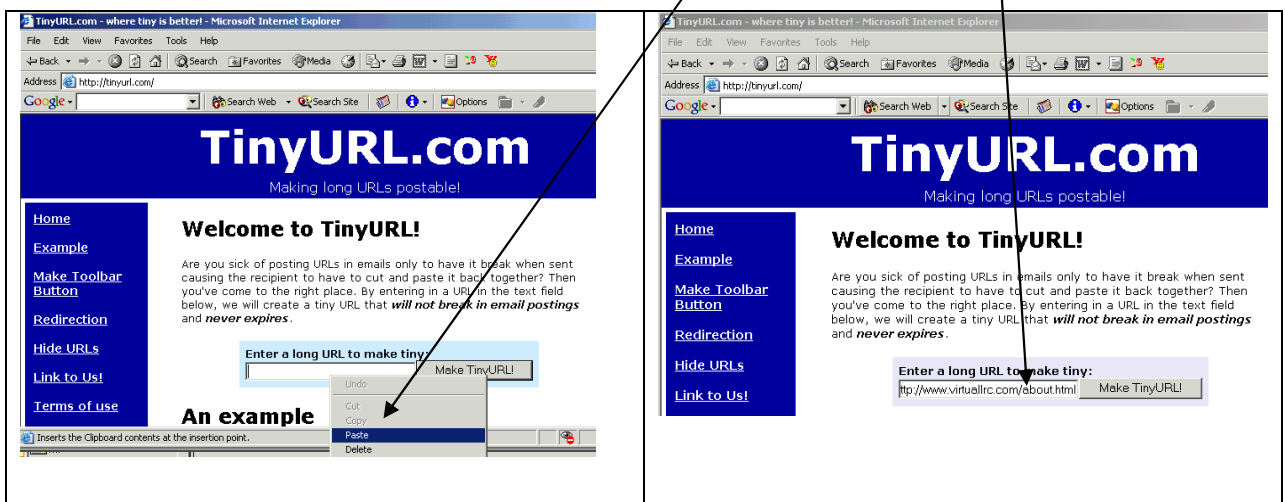 TinyURL.com - where tiny is better! - Microsoft Internet Explorer
File Edit View Favorites Tools Help
Back Search Favorites Media
Address http://tinyurl.com/
Google Search Web Search Site Options
TinyURL.com
Making long URLs postable!
Home
Example
Make Toolbar
Button
Redirection
Hide URLs
Link to Us!
Terms of use
Welcome to TinyURL!
Are you sick of posting URLs in emails only to have it break when sent
causing the recipient to have to cut and paste it back together? Then
you've come to the right place. By entering in a URL in the text field
below, we will create a tiny URL that will not break in email postings
and never expires.
Enter a long URL to make tiny:
Make TinyURL!
Undo
Cut
Copy
Paste
Delete
An example
Inserts the Clipboard contents at the insertion point.
TinyURL.com - where tiny is better! - Microsoft Internet Explorer
File Edit View Favorites Tools Help
Back Search Favorites Media
Address http://tinyurl.com/
Google Search Web Search Site Options
TinyURL.com
Making long URLs postable!
Home
Example
Make Toolbar
Button
Redirection
Hide URLs
Link to Us!
Welcome to TinyURL!
Are you sick of posting URLs in emails only to have it break when sent
causing the recipient to have to cut and paste it back together? Then
you've come to the right place. By entering in a URL in the text field
below, we will create a tiny URL that will not break in email postings
and never expires.
Enter a long URL to make tiny:
ttp://www.virtuallrc.com/about.html Make TinyURL!